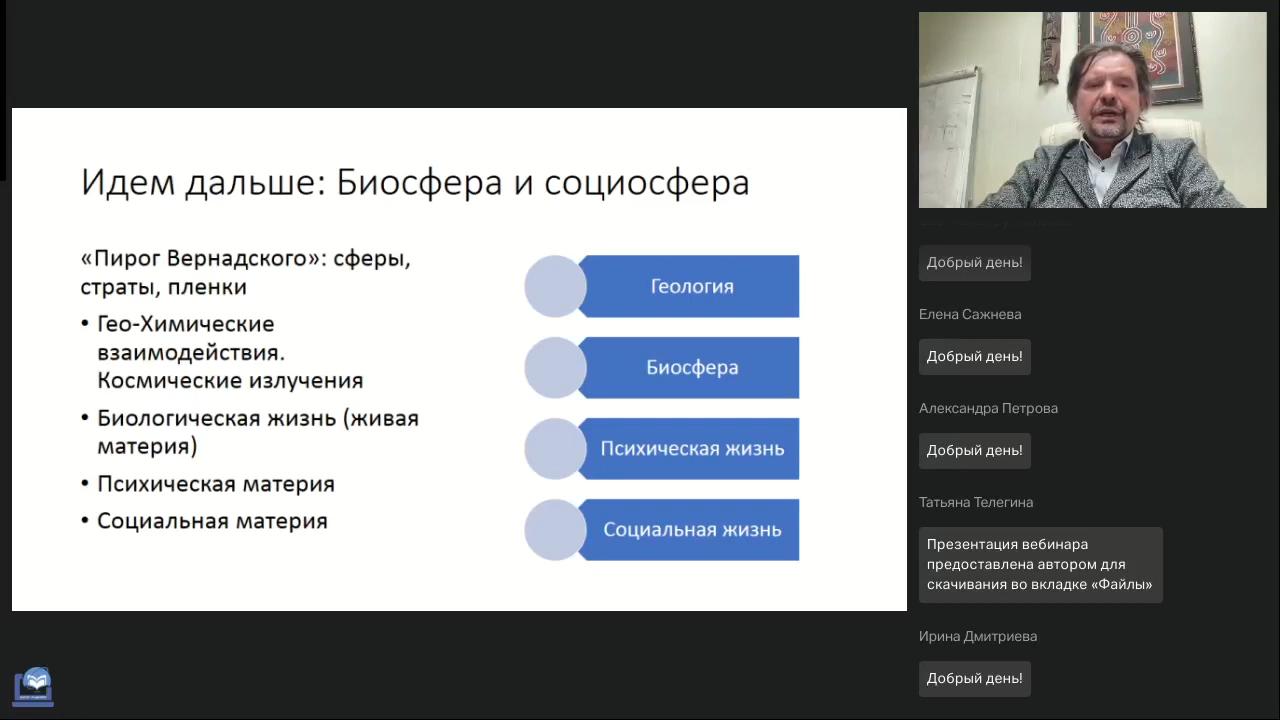 Идем дальше: Биосфера и социосфера
«Пирог Вернадского»: сферы,
страты, пленки
• Гео-Химические
взаимодействия.
Космические излучения
• Биологическая жизнь (живая
материя)
• Психическая материя
• Социальная материя
Геология
Биосфера
Психическая жизнь
Социальная жизнь
Добрый день!
Елена Сажнева
Добрый день!
Александра Петрова
Добрый день!
Татьяна Телегина
Презентация вебинара
предоставлена автором для
скачивания во вкладке «Файлы»
Ирина Дмитриева
Добрый день!